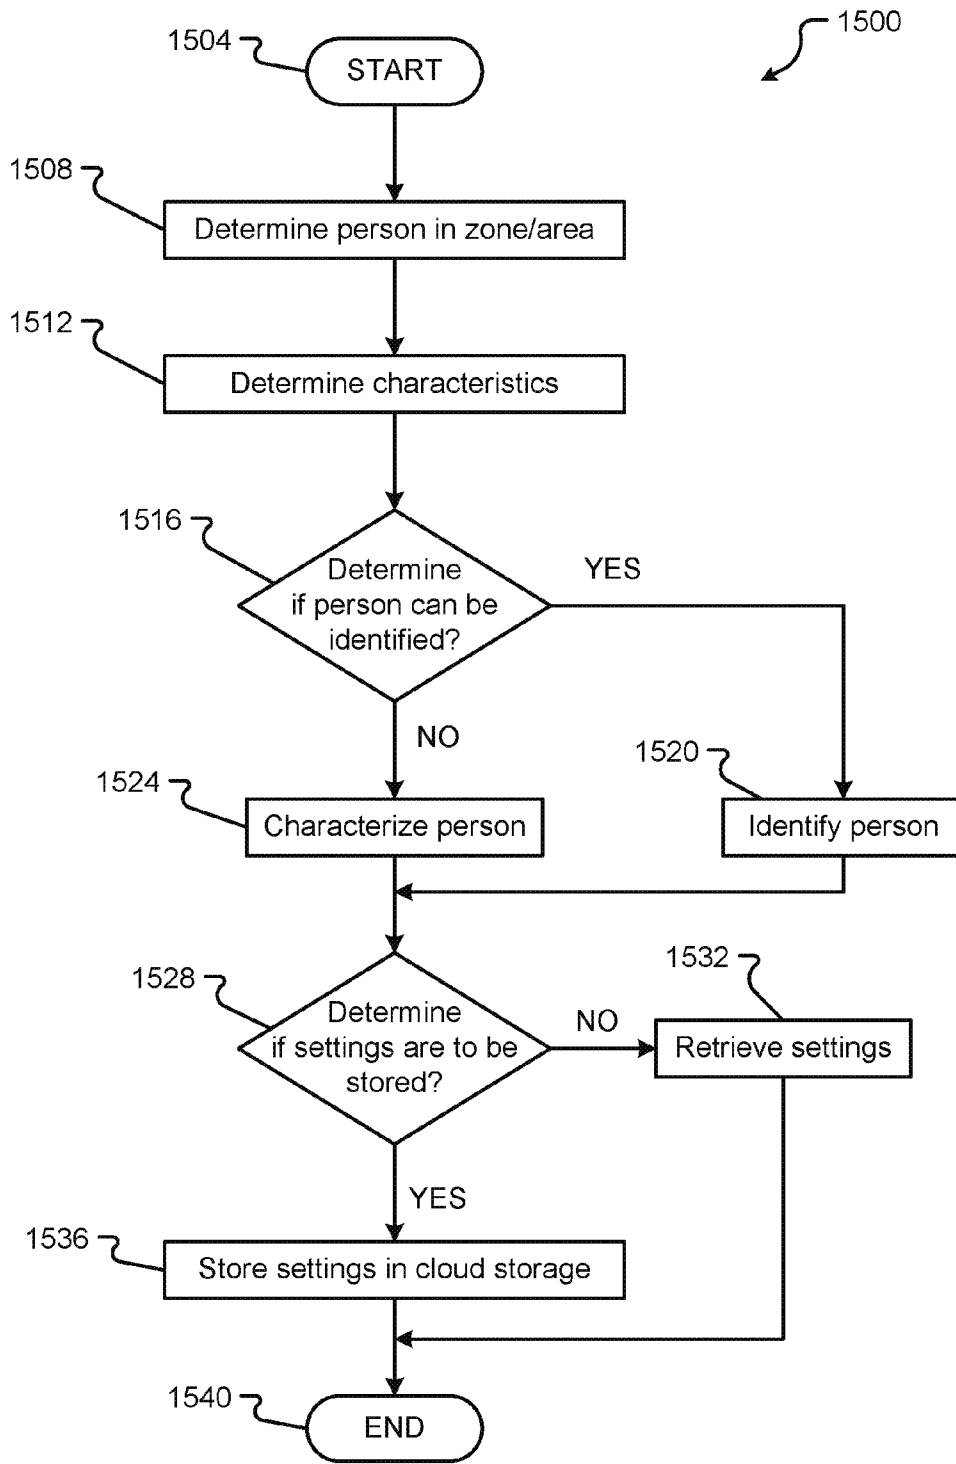 1500
1504
START
1508
Determine person in zone/area
1512
Determine characteristics
1516
Determine
if person can be
identified?
YES
NO
1520
1524
Characterize person
Identify person
1528
1532
Determine
if settings are to be
stored?
NO
Retrieve settings
YES
1536
Store settings in cloud storage
1540
END